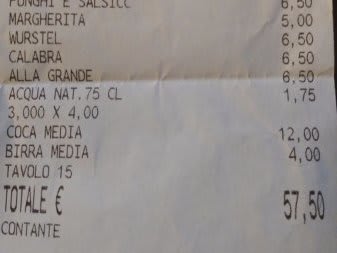 FUNGHI E SALSICC 6,50
MARGHERITA 5,00
WURSTEL 6,50
CALABRA 6,50
ALLA GRANDE 6,50
ACQUA NAT.75 CL 1,75
3,000 X 4,00
COCA MEDIA 12,00
BIRRA MEDIA 4,00
TAVOLO 15
TOTALE € 57,50
CONTANTE